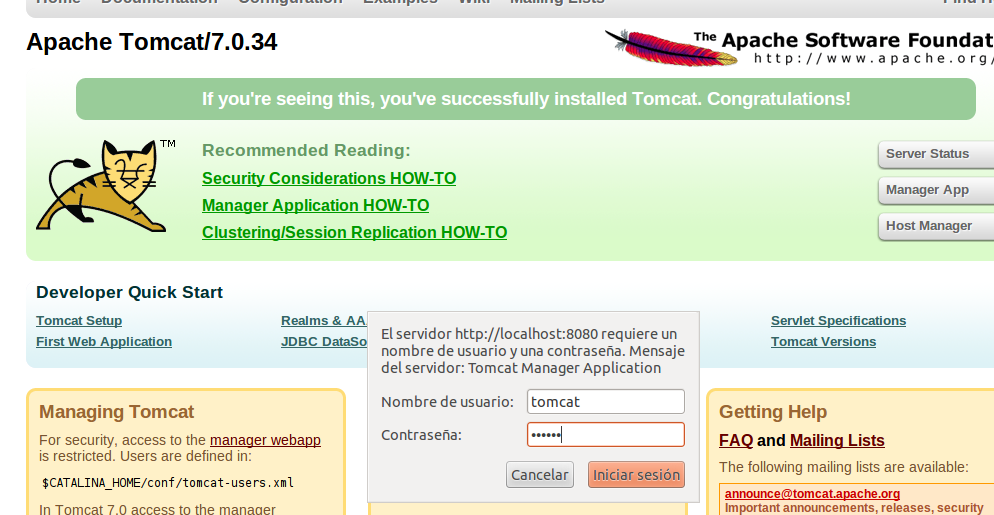 Home Documentation Configuration Examples Wiki Mailing Lists Find H
Apache Tomcat/7.0.34
The Apache Software Foundat
http://www.apache.org/
If you're seeing this, you've successfully installed Tomcat. Congratulations!
TM
Recommended Reading:
Security Considerations HOW-TO
Manager Application HOW-TO
Clustering/Session Replication HOW-TO
Server Status
Manager App
Host Manager
Developer Quick Start
Tomcat Setup
First Web Application
Realms & AA
JDBC DataSo
Servlet Specifications
Tomcat Versions
El servidor http://localhost:8080 requiere un
nombre de usuario y una contraseña. Mensaje
del servidor: Tomcat Manager Application
Nombre de usuario: tomcat
Contraseña: ••••••
Cancelar Iniciar sesión
Managing Tomcat
For security, access to the manager webapp
is restricted. Users are defined in:
$CATALINA_HOME/conf/tomcat-users.xml
In Tomcat 7.0 access to the manager
Getting Help
FAQ and Mailing Lists
The following mailing lists are available:
announce@tomcat.apache.org
Important announcements, releases, security